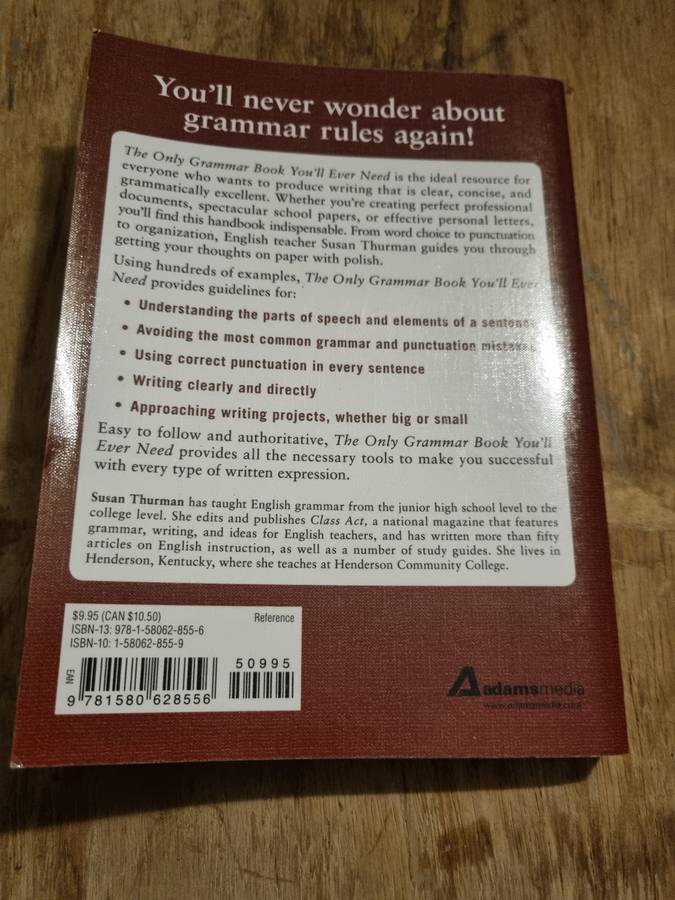 You'll never wonder about
grammar rules again!
The Only Grammar Book You'll Ever Need is the ideal resource for
everyone who wants to produce writing that is clear, concise, and
grammatically excellent. Whether you're creating perfect professional
documents, spectacular school papers, or effective personal letters,
you'll find this handbook indispensable. From word choice to punctuation
to organization, English teacher Susan Thurman guides you through
getting your thoughts on paper with polish.
Using hundreds of examples, The Only Grammar Book You'll Ever
Need provides guidelines for:
• Understanding the parts of speech and elements of a sentence
• Avoiding the most common grammar and punctuation mistakes
• Using correct punctuation in every sentence
• Writing clearly and directly
• Approaching writing projects, whether big or small
Easy to follow and authoritative, The Only Grammar Book You'll
Ever Need provides all the necessary tools to make you successful
with every type of written expression.
Susan Thurman has taught English grammar from the junior high school level to the
college level. She edits and publishes Class Act, a national magazine that features
grammar, writing, and ideas for English teachers, and has written more than fifty
articles on English instruction, as well as a number of study guides. She lives in
Henderson, Kentucky, where she teaches at Henderson Community College.
$9.95 (CAN $10.50) Reference
ISBN-13: 978-1-58062-855-6
ISBN-10: 1-58062-855-9
50995
EAN
9 781580 628556
adamsmedia
www.adamsmedia.com